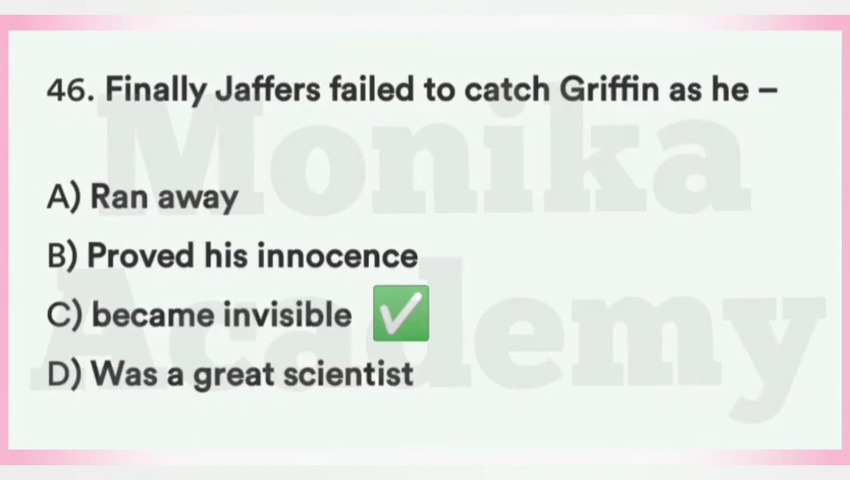 46. Finally Jaffers failed to catch Griffin as he –
A) Ran away
B) Proved his innocence
C) became invisible ✅
D) Was a great scientist
Monika
Academy